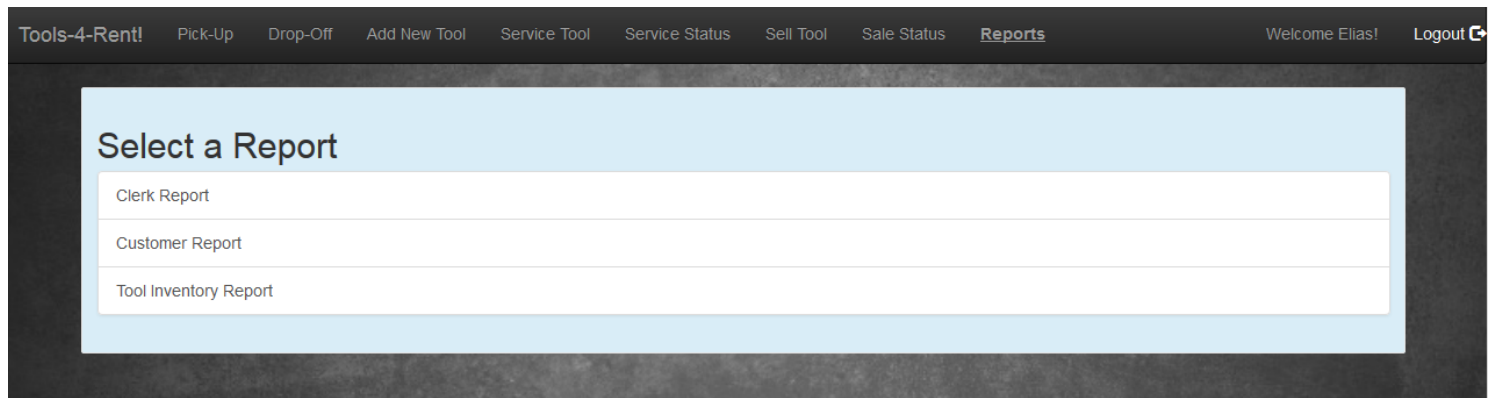 Tools-4-Rent! Pick-Up Drop-Off Add New Tool Service Tool Service Status Sell Tool Sale Status Reports Welcome Elias! Logout
Select a Report
Clerk Report
Customer Report
Tool Inventory Report